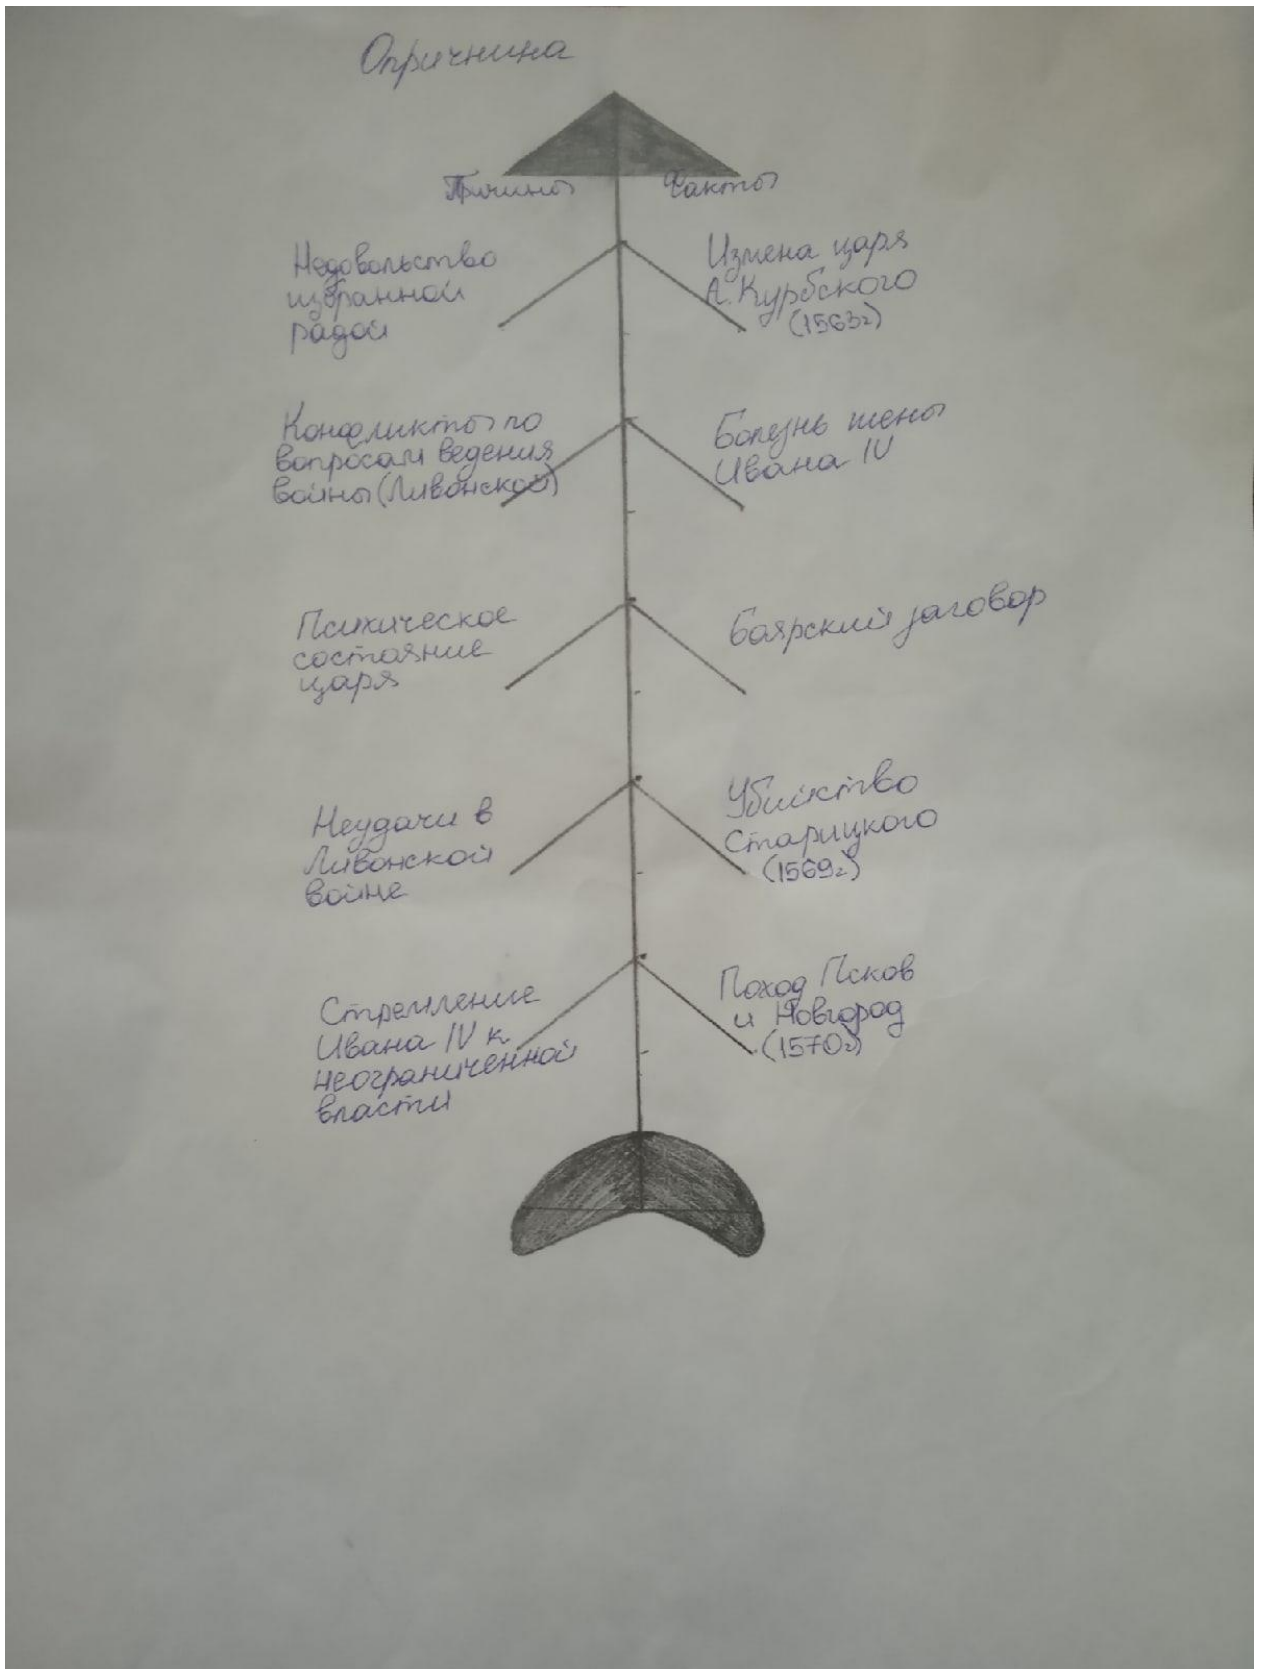 Опричнина
Причины
Факты
Недовольство
избранной
радой
Измена царя
А. Курбского
(1563г)
Конфликты по
вопросам ведения
войны (Ливонской)
Болезнь жены
Ивана IV
Психическое
состояние
царя
Боярский заговор
Неудачи в
Ливонской
войне
Убийство
Старицкого
(1569г)
Стремление
Ивана IV к
неограниченной
власти
Поход Псков
и Новгород
(1570г)